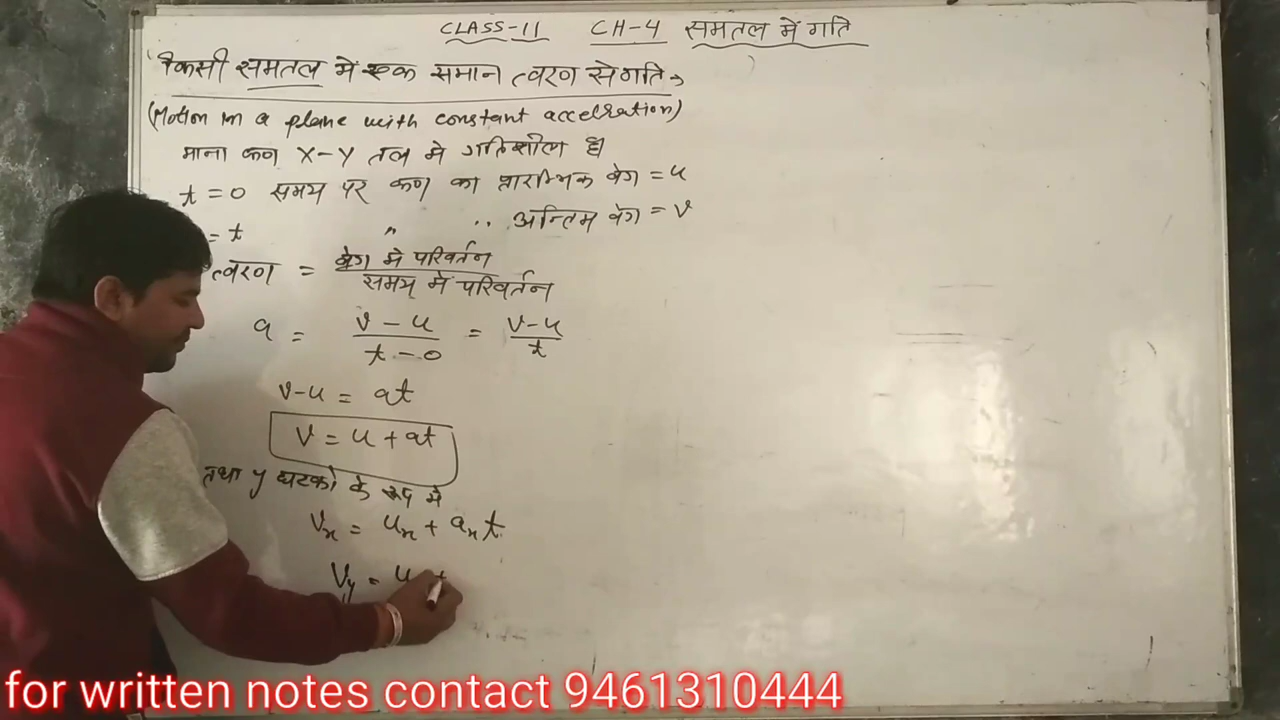 CLASS-11 CH-4 समतल में गति
किसी समतल मे एक समान त्वरण से गति →
(Motion in a plane with constant acceleration)
माना कण X-Y तल मे गतिशील है
t = 0 समय पर कण का प्रारम्भिक वेग = u
= t " " अन्तिम वेग = v
त्वरण = वेग मे परिवर्तन / समय मे परिवर्तन
a = v - u / t - 0 = v-u / t
v-u = at
v = u + at
तथा y घटको के रूप मे
vx = ux + axt
vy = u +
for written notes contact 9461310444